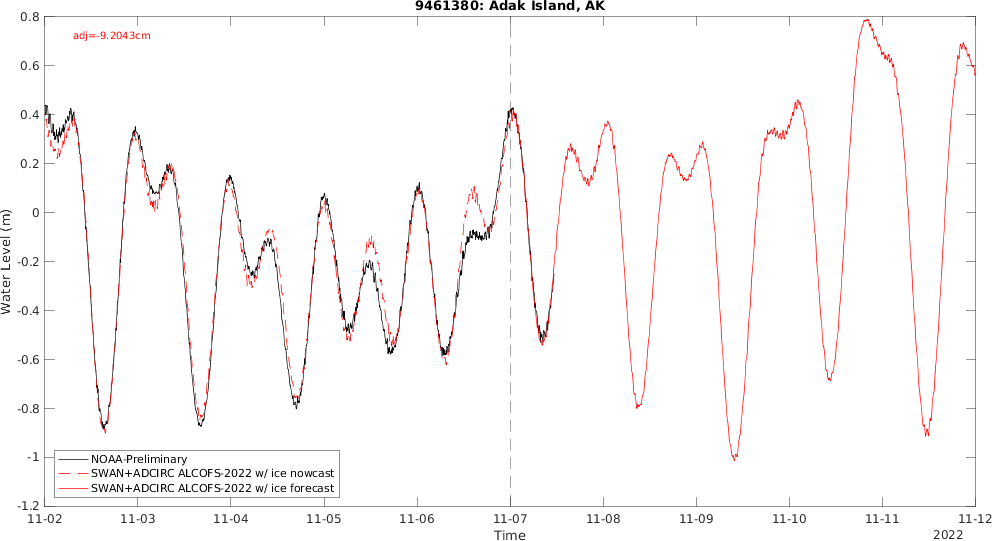 9461380: Adak Island, AK
adj=-9.2043cm
Water Level (m)
0.8
0.6
0.4
0.2
0
-0.2
-0.4
-0.6
-0.8
-1
-1.2
NOAA-Preliminary
SWAN+ADCIRC ALCOFS-2022 w/ ice nowcast
SWAN+ADCIRC ALCOFS-2022 w/ ice forecast
11-02 11-03 11-04 11-05 11-06 11-07 11-08 11-09 11-10 11-11 11-12
Time
2022